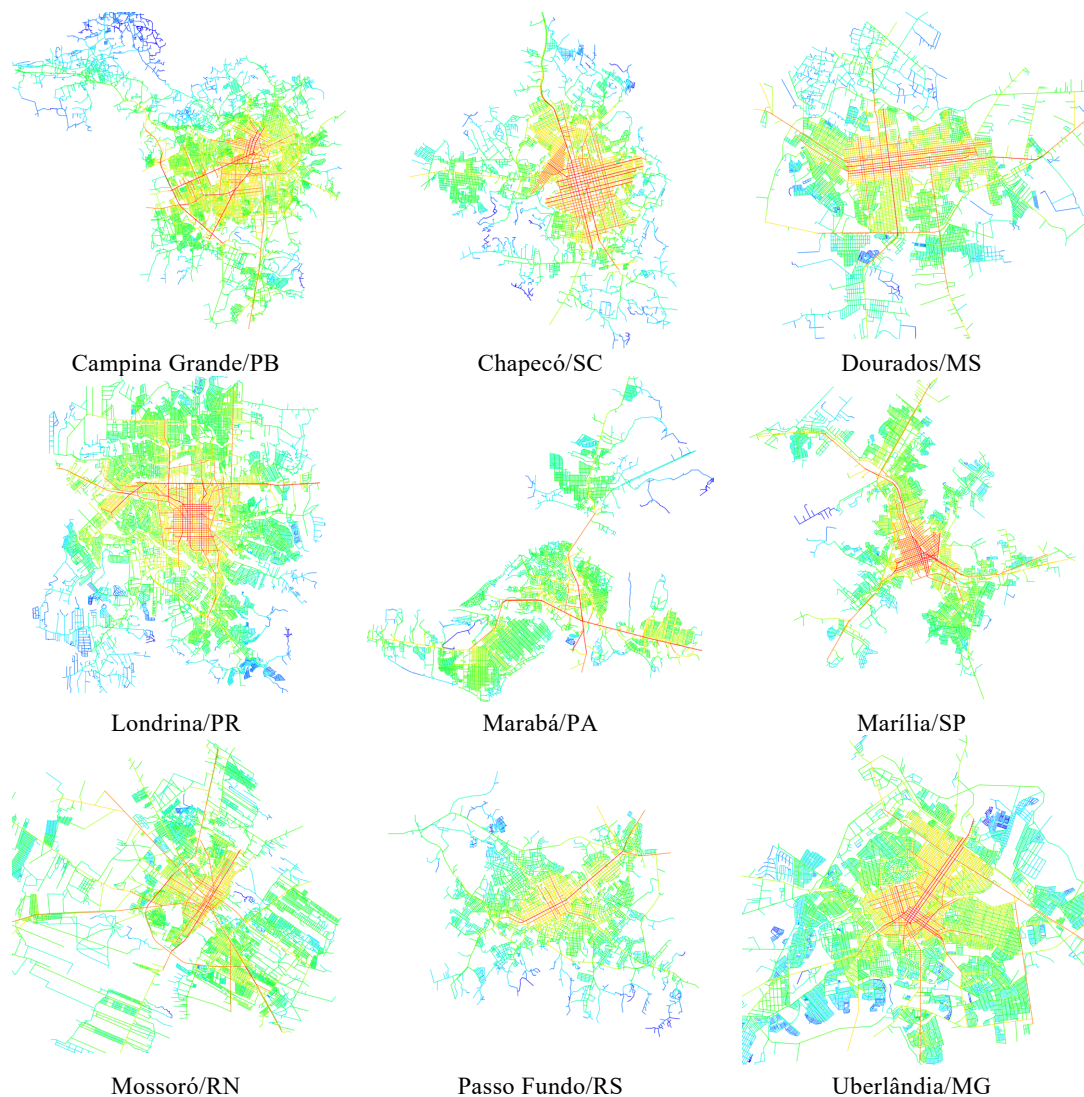 Campina Grande/PB
Chapecó/SC
Dourados/MS
Londrina/PR
Marabá/PA
Marília/SP
Mossoró/RN
Passo Fundo/RS
Uberlândia/MG